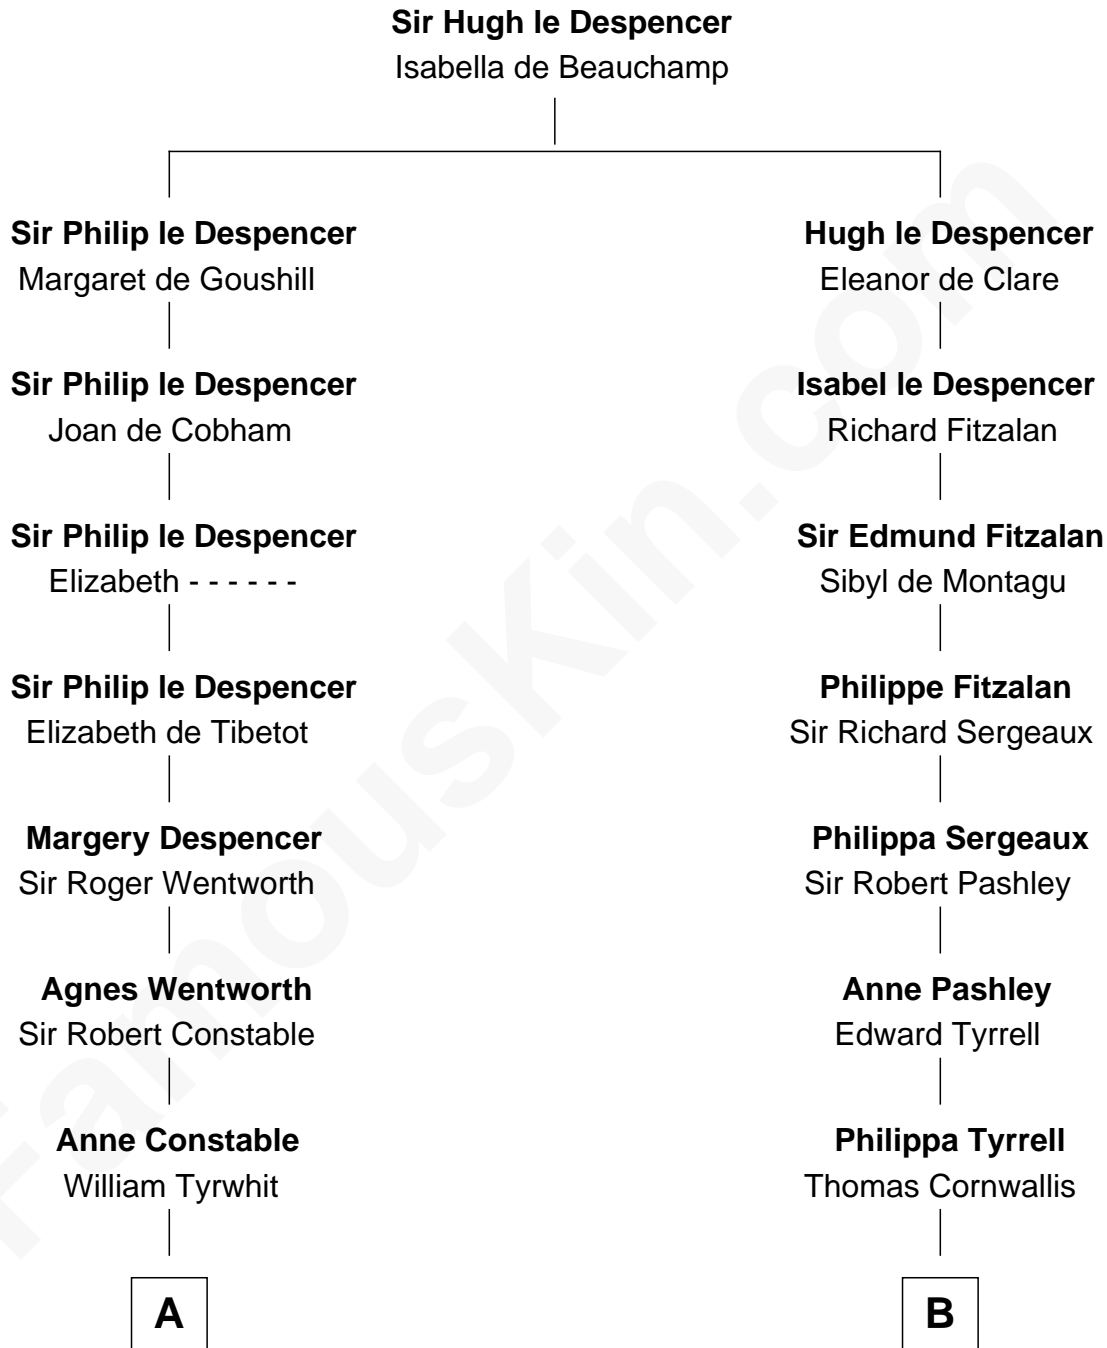 Sir Hugh le Despencer
Isabella de Beauchamp
Sir Philip le Despencer
Margaret de Goushill
Hugh le Despencer
Eleanor de Clare
Sir Philip le Despencer
Joan de Cobham
Isabel le Despencer
Richard Fitzalan
Sir Philip le Despencer
Elizabeth - - - - - -
Sir Edmund Fitzalan
Sibyl de Montagu
Sir Philip le Despencer
Elizabeth de Tibetot
Philippe Fitzalan
Sir Richard Sergeaux
Margery Despencer
Sir Roger Wentworth
Philippa Sergeaux
Sir Robert Pashley
Agnes Wentworth
Sir Robert Constable
Anne Pashley
Edward Tyrrell
Anne Constable
William Tyrwhit
Philippa Tyrrell
Thomas Cornwallis
A
B
FamousKin.com